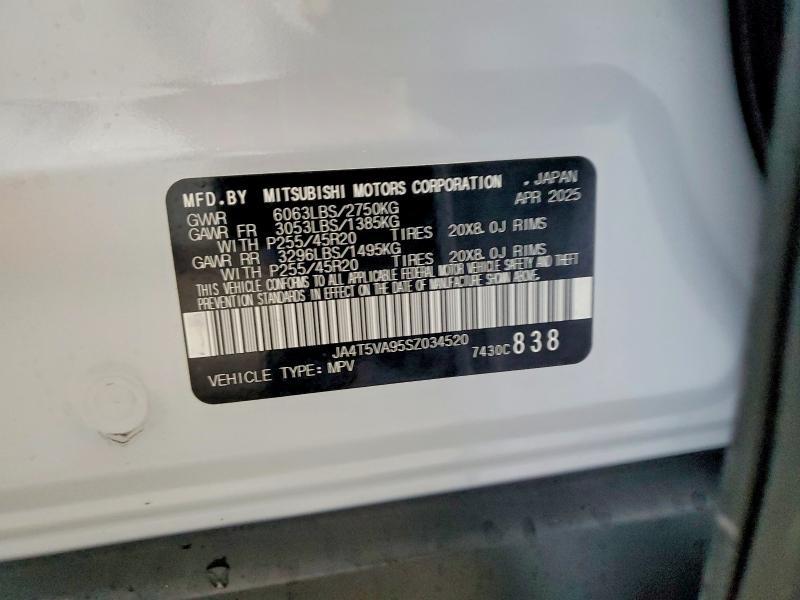 MFD.BY MITSUBISHI MOTORS CORPORATION , JAPAN
GVWR 6063LBS/2750KG APR 2025
GAWR FR 3053LBS/1385KG
WITH P255/45R20 TIRES 20X8.0J RIMS
GAWR RR 3296LBS/1495KG
WITH P255/45R20 TIRES 20X8.0J RIMS
THIS VEHICLE CONFORMS TO ALL APPLICABLE FEDERAL MOTOR VEHICLE SAFETY AND THEFT
PREVENTION STANDARDS IN EFFECT ON THE DATE OF MANUFACTURE SHOWN ABOVE.
JA4T5VA95SZ034520 7430C 838
VEHICLE TYPE: MPV